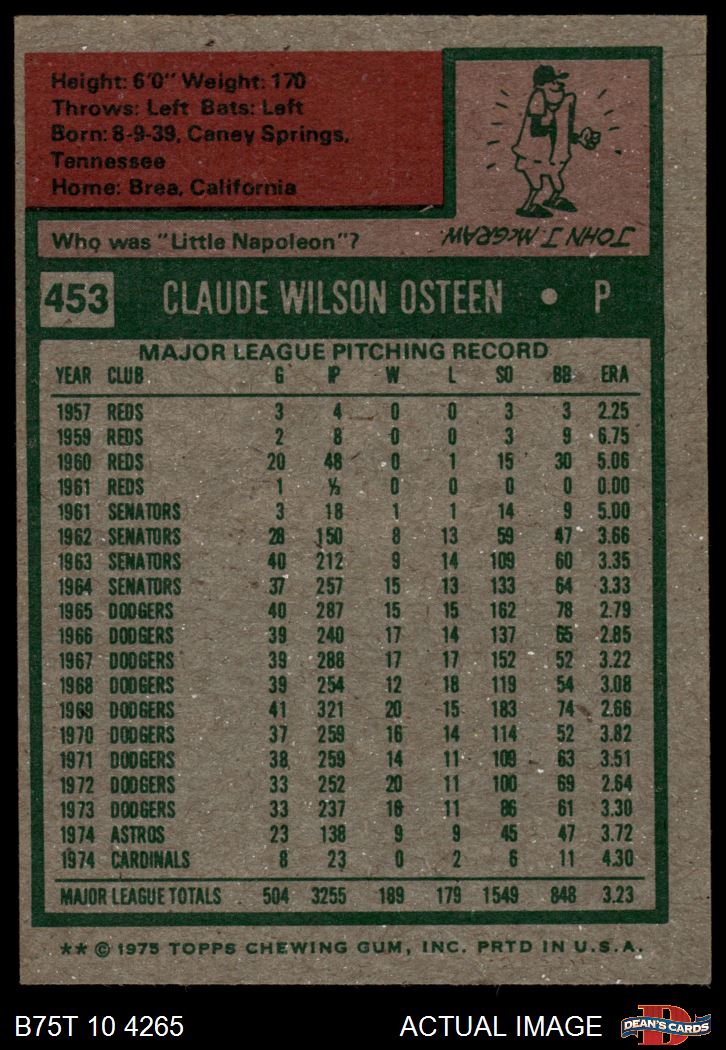 Height: 6'0" Weight: 170
Throws: Left Bats: Left
Born: 8-9-39, Caney Springs,
Tennessee
Home: Brea, California
Who was "Little Napoleon"?
JOHN J. McGRAW.
453 CLAUDE WILSON OSTEEN • P
MAJOR LEAGUE PITCHING RECORD
YEAR CLUB G IP W L SO BB ERA
1957 REDS 3 4 0 0 3 3 2.25
1959 REDS 2 8 0 0 3 9 6.75
1960 REDS 20 48 0 1 15 30 5.06
1961 REDS 1 ⅓ 0 0 0 0 0.00
1961 SENATORS 3 18 1 1 14 9 5.00
1962 SENATORS 28 150 8 13 59 47 3.66
1963 SENATORS 40 212 9 14 109 60 3.35
1964 SENATORS 37 257 15 13 133 64 3.33
1965 DODGERS 40 287 15 15 162 78 2.79
1966 DODGERS 39 240 17 14 137 65 2.85
1967 DODGERS 39 288 17 17 152 52 3.22
1968 DODGERS 39 254 12 18 119 54 3.08
1969 DODGERS 41 321 20 15 183 74 2.66
1970 DODGERS 37 259 16 14 114 52 3.82
1971 DODGERS 38 259 14 11 109 63 3.51
1972 DODGERS 33 252 20 11 100 69 2.64
1973 DODGERS 33 237 16 11 86 61 3.30
1974 ASTROS 23 138 9 9 45 47 3.72
1974 CARDINALS 8 23 0 2 6 11 4.30
MAJOR LEAGUE TOTALS 504 3255 189 179 1549 848 3.23
** © 1975 TOPPS CHEWING GUM, INC. PRTD IN U.S.A.
B75T 10 4265 ACTUAL IMAGE D DEAN'S CARDS